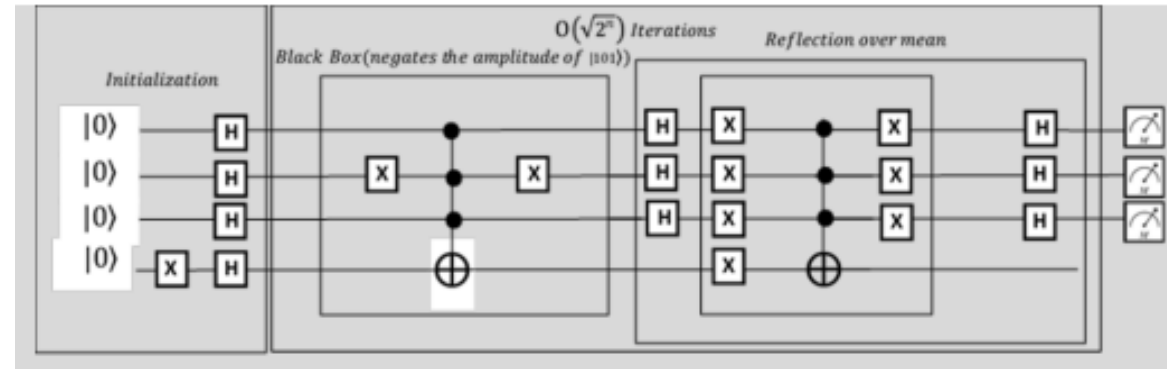 O(√2ⁿ) Iterations
Reflection over mean
Black Box(negates the amplitude of |101⟩)
Initialization
|0⟩ H H X X H
|0⟩ H X X H X X H
|0⟩ H H X X H
|0⟩ X H X